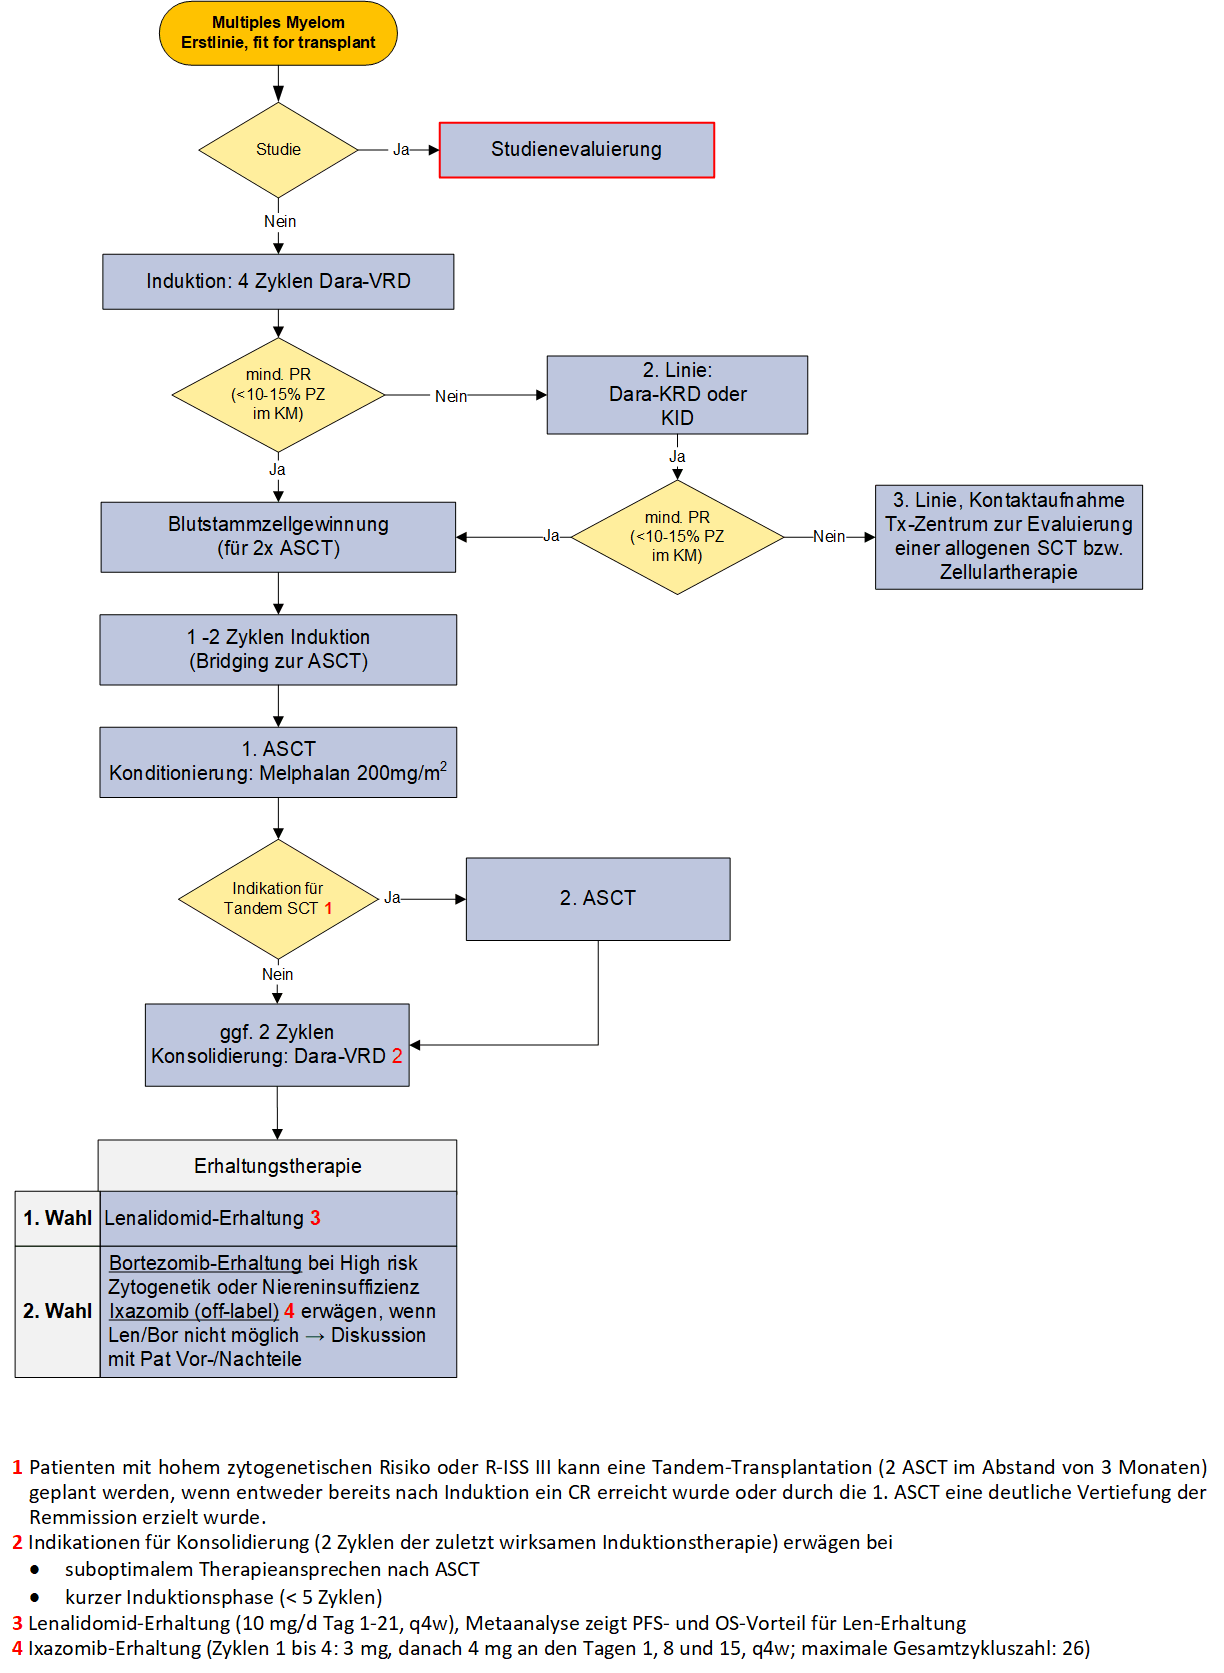 Multiples Myelom
Erstlinie, fit for transplant
Studie
Ja
Studienevaluierung
Nein
Induktion: 4 Zyklen Dara-VRD
mind. PR
(<10-15% PZ
im KM)
Nein
2. Linie:
Dara-KRD oder
KID
Ja
Ja
mind. PR
(<10-15% PZ
im KM)
Nein
3. Linie, Kontaktaufnahme
Tx-Zentrum zur Evaluierung
einer allogenen SCT bzw.
Zellulartherapie
Ja
Blutstammzellgewinnung
(für 2x ASCT)
1 -2 Zyklen Induktion
(Bridging zur ASCT)
1. ASCT
Konditionierung: Melphalan 200mg/m²
Indikation für
Tandem SCT 1
Ja
2. ASCT
Nein
ggf. 2 Zyklen
Konsolidierung: Dara-VRD 2
Erhaltungstherapie
1. Wahl
Lenalidomid-Erhaltung 3
2. Wahl
Bortezomib-Erhaltung bei High risk
Zytogenetik oder Niereninsuffizienz
Ixazomib (off-label) 4 erwägen, wenn
Len/Bor nicht möglich → Diskussion
mit Pat Vor-/Nachteile
1 Patienten mit hohem zytogenetischen Risiko oder R-ISS III kann eine Tandem-Transplantation (2 ASCT im Abstand von 3 Monaten)
geplant werden, wenn entweder bereits nach Induktion ein CR erreicht wurde oder durch die 1. ASCT eine deutliche Vertiefung der
Remmission erzielt wurde.
2 Indikationen für Konsolidierung (2 Zyklen der zuletzt wirksamen Induktionstherapie) erwägen bei
• suboptimalem Therapieansprechen nach ASCT
• kurzer Induktionsphase (< 5 Zyklen)
3 Lenalidomid-Erhaltung (10 mg/d Tag 1-21, q4w), Metaanalyse zeigt PFS- und OS-Vorteil für Len-Erhaltung
4 Ixazomib-Erhaltung (Zyklen 1 bis 4: 3 mg, danach 4 mg an den Tagen 1, 8 und 15, q4w; maximale Gesamtzykluszahl: 26)